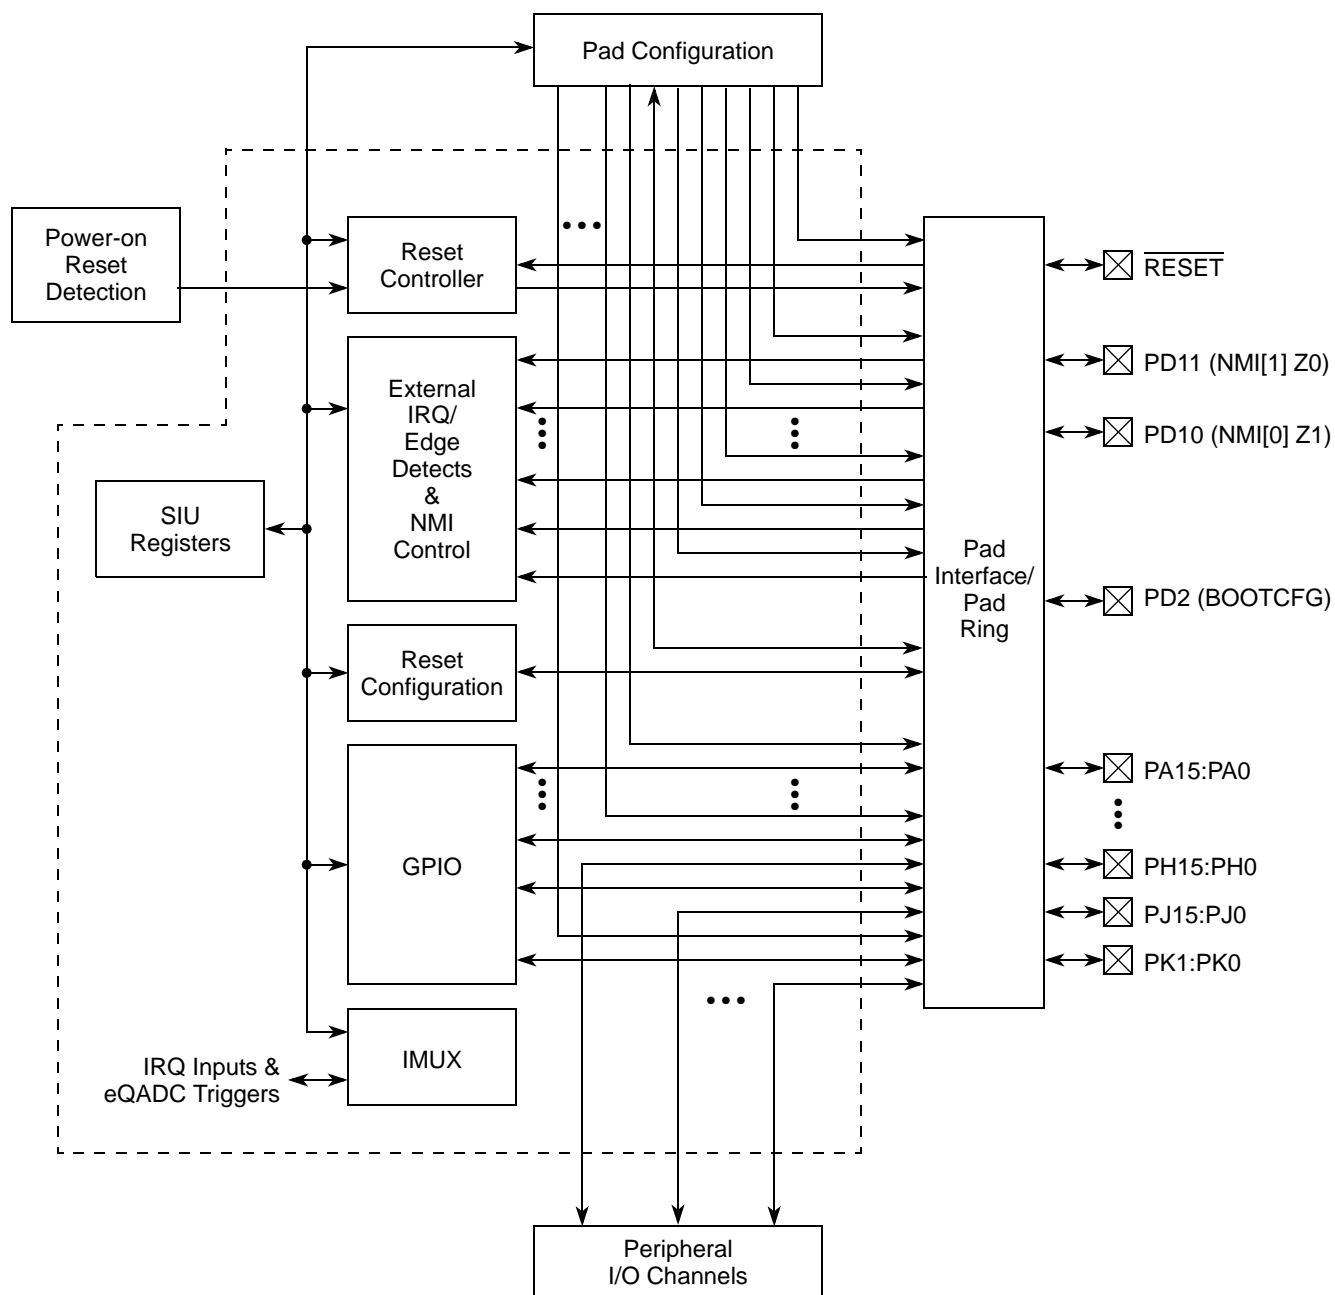 Pad Configuration
Power-on
Reset
Detection
Reset
Controller
RESET
External
IRQ/
Edge
Detects
&
NMI
Control
PD11 (NMI[1] Z0)
PD10 (NMI[0] Z1)
SIU
Registers
Pad
Interface/
Pad
Ring
PD2 (BOOTCFG)
Reset
Configuration
GPIO
PA15:PA0
PH15:PH0
PJ15:PJ0
PK1:PK0
IMUX
IRQ Inputs &
eQADC Triggers
Peripheral
I/O Channels